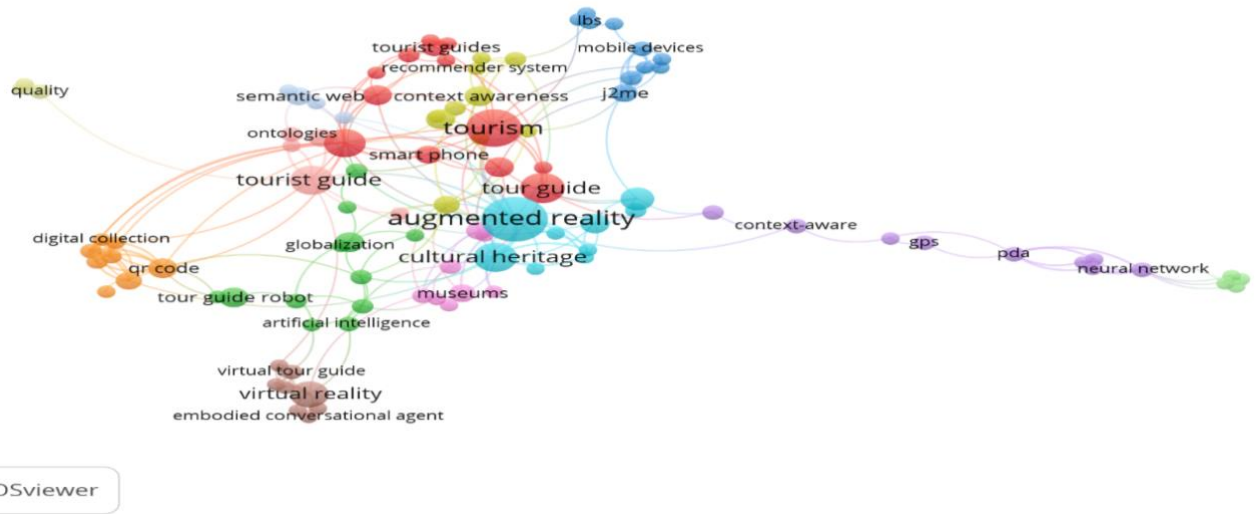 lbs
tourist guides
mobile devices
recommender system
quality
semantic web
context awareness
j2me
tourism
ontologies
smart phone
tourist guide
tour guide
augmented reality
context-aware
digital collection
globalization
gps
cultural heritage
pda
qr code
neural network
tour guide robot
museums
artificial intelligence
virtual tour guide
virtual reality
embodied conversational agent
OSviewer